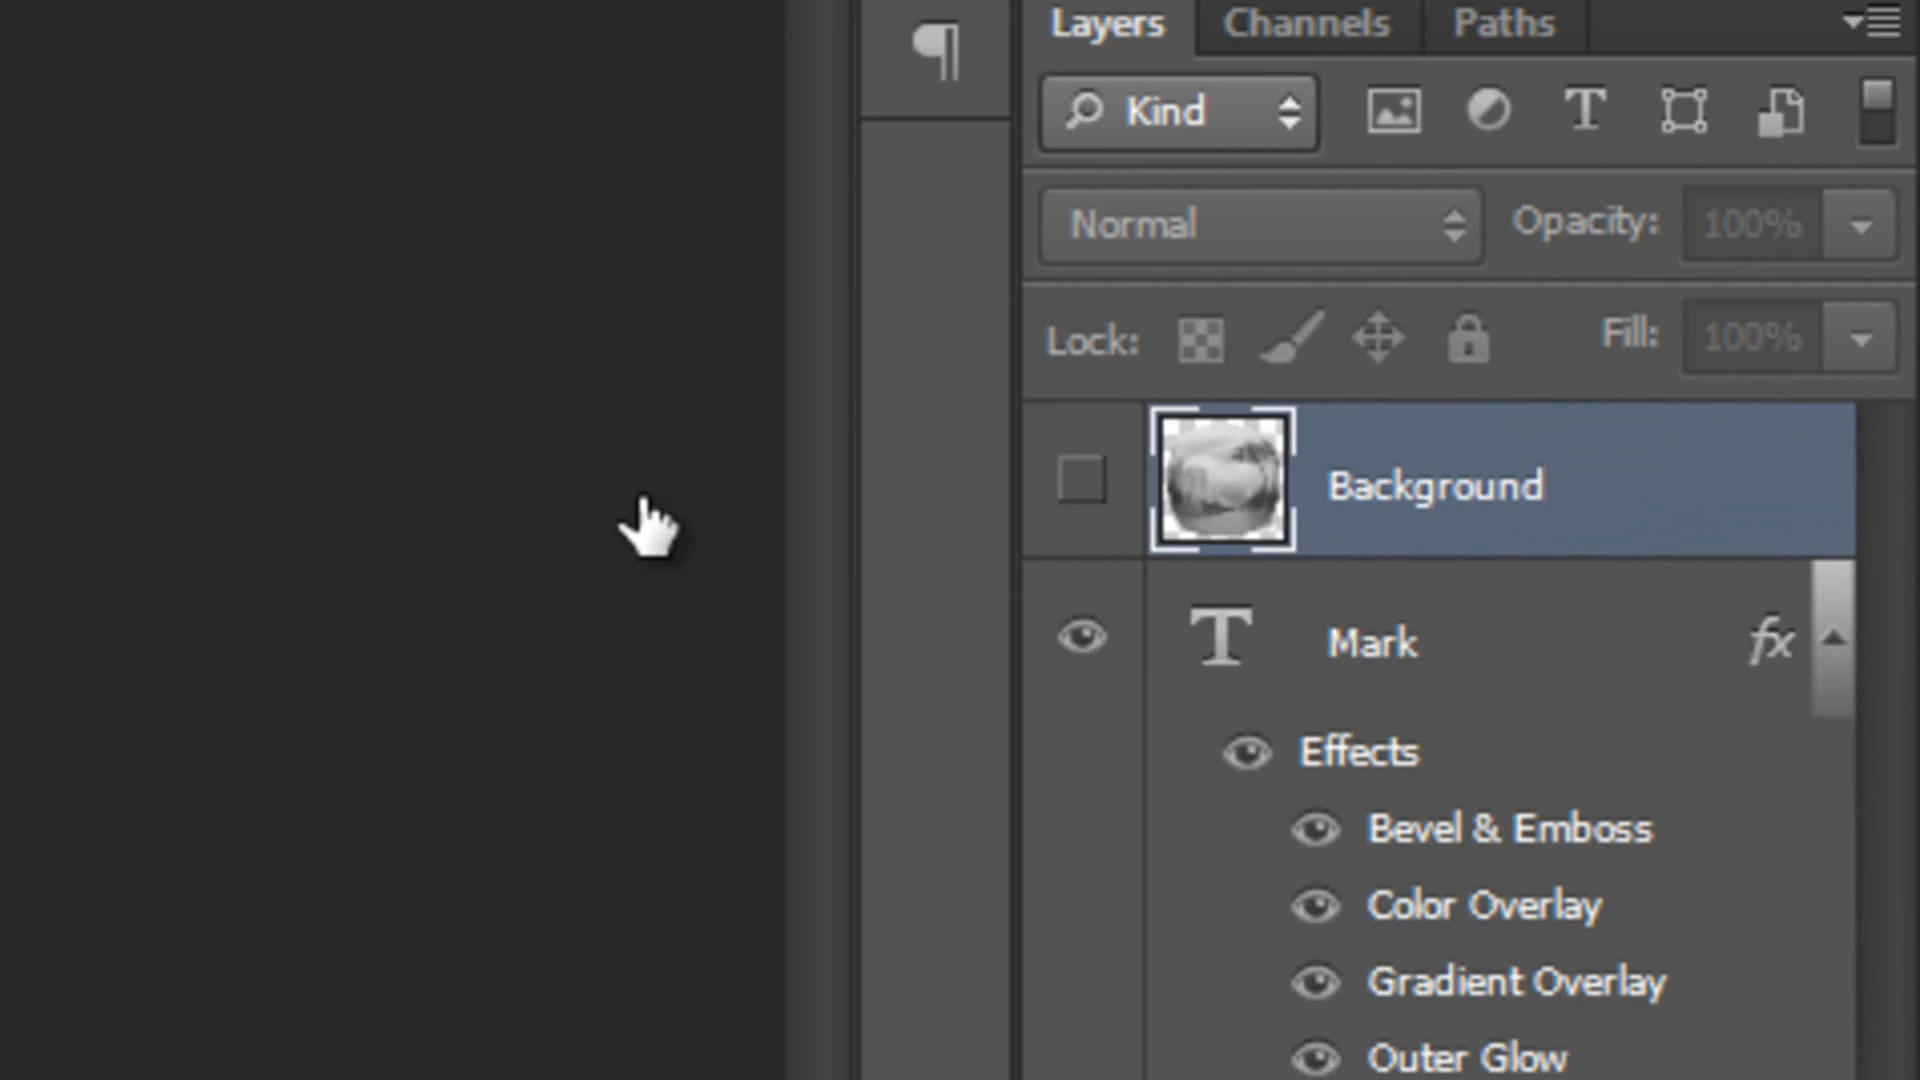 Layers Channels Paths
Kind
Normal Opacity: 100%
Lock: Fill: 100%
Background
Mark fx
Effects
Bevel & Emboss
Color Overlay
Gradient Overlay
Outer Glow